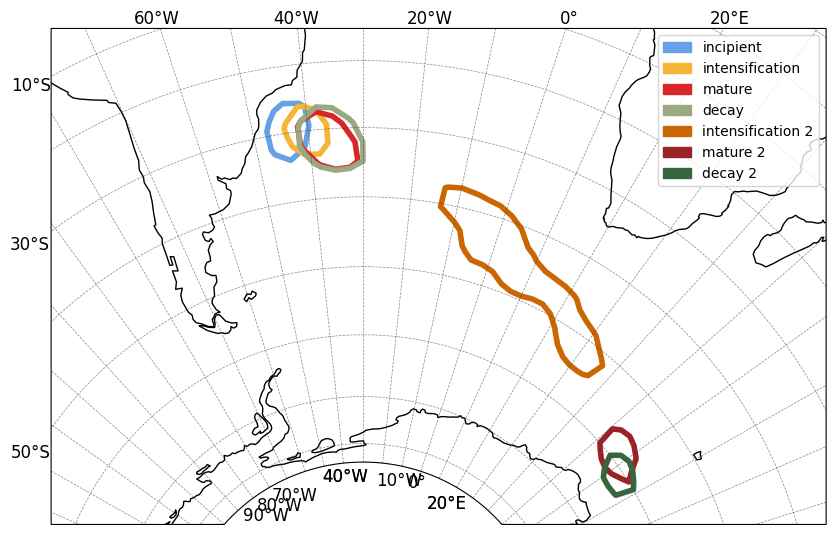 60°W 40°W 20°W 0° 20°E
10°S
30°S
50°S
incipient
intensification
mature
decay
intensification 2
mature 2
decay 2
40°W 10°W 0°
70°W 20°E
80°W
90°W